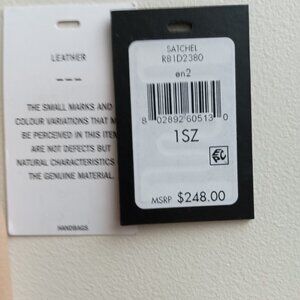 LEATHER
---
THE SMALL MARKS AND
COLOUR VARIATIONS THAT M
BE PERCEIVED IN THIS ITEM
ARE NOT DEFECTS BUT
NATURAL CHARACTERISTICS
THE GENUINE MATERIAL.
HANDBAGS
SATCHEL
R81D2380
en2
8 02892 60513 0
1SZ
MSRP $248.00